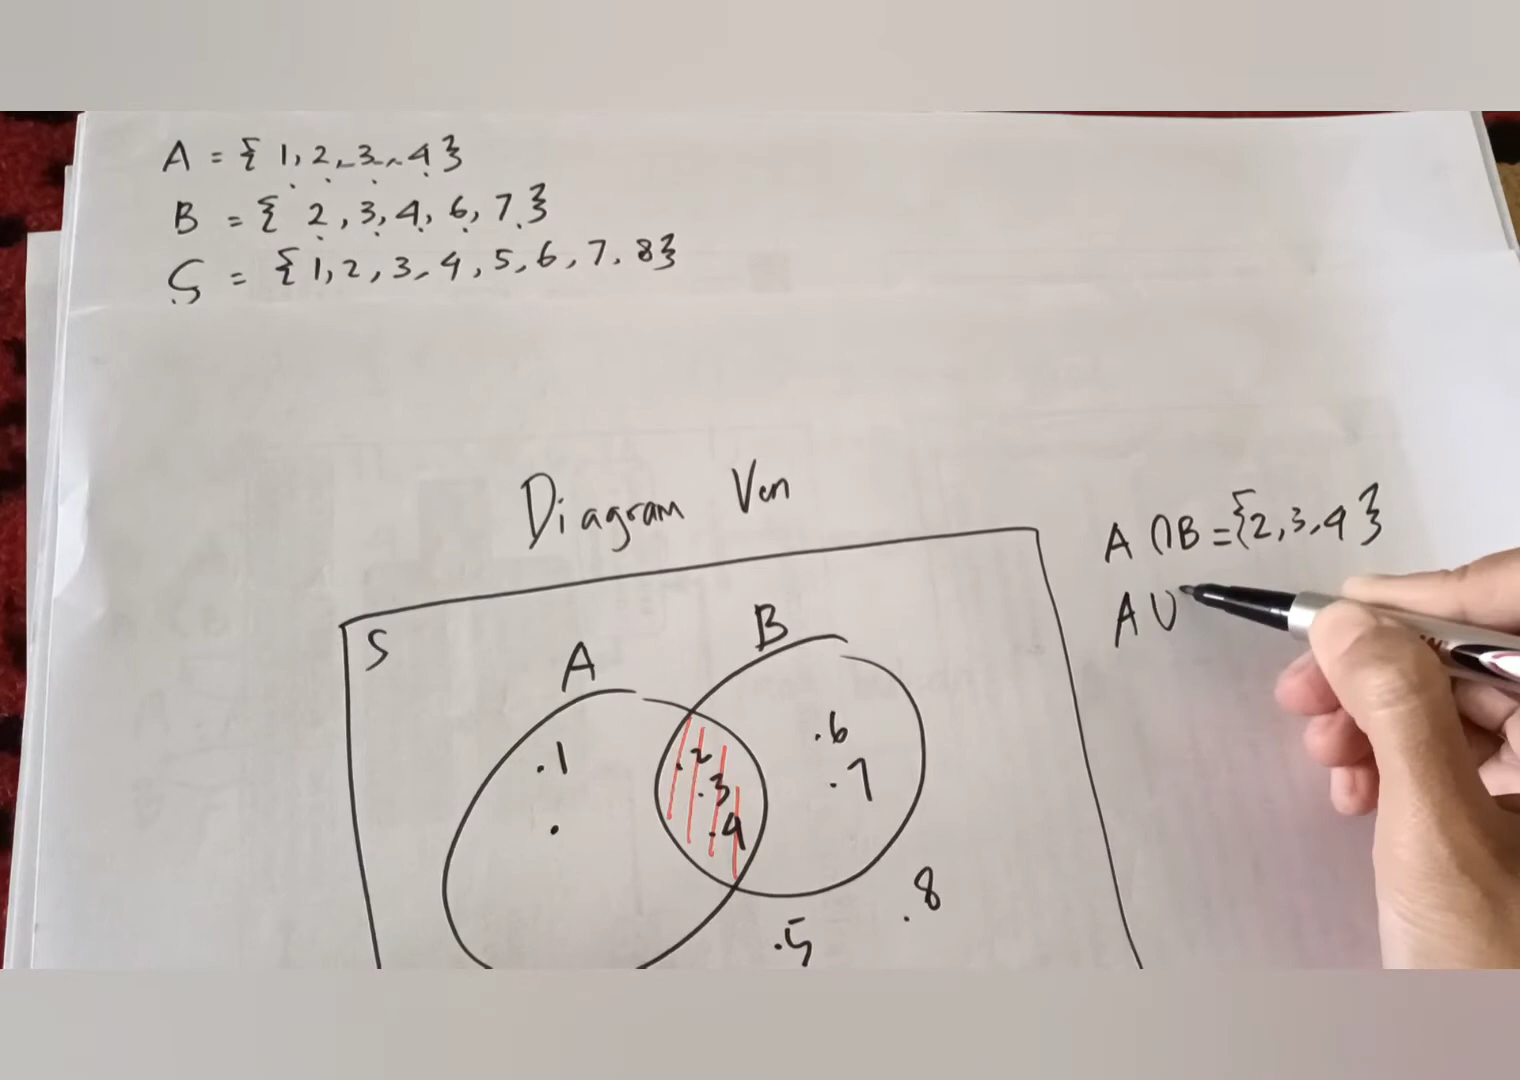 A = { 1, 2, 3, 4 }
B = { 2, 3, 4, 6, 7 }
S = { 1, 2, 3, 4, 5, 6, 7, 8 }
Diagram Ven
A ∩ B = { 2, 3, 4 }
A ∪
S
A
B
.1
.2
.3
.4
.6
.7
.8
.5